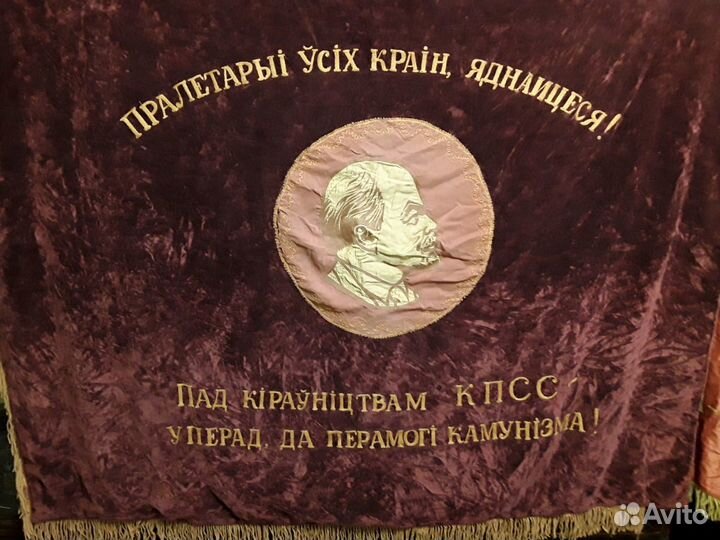 ПРАЛЕТАРЫІ ЎСІХ КРАІН, ЯДНАЙЦЕСЯ!
ПАД КІРАЎНІЦТВАМ КПСС -
УПЕРАД, ДА ПЕРАМОГІ КАМУНІЗМА!
Avito